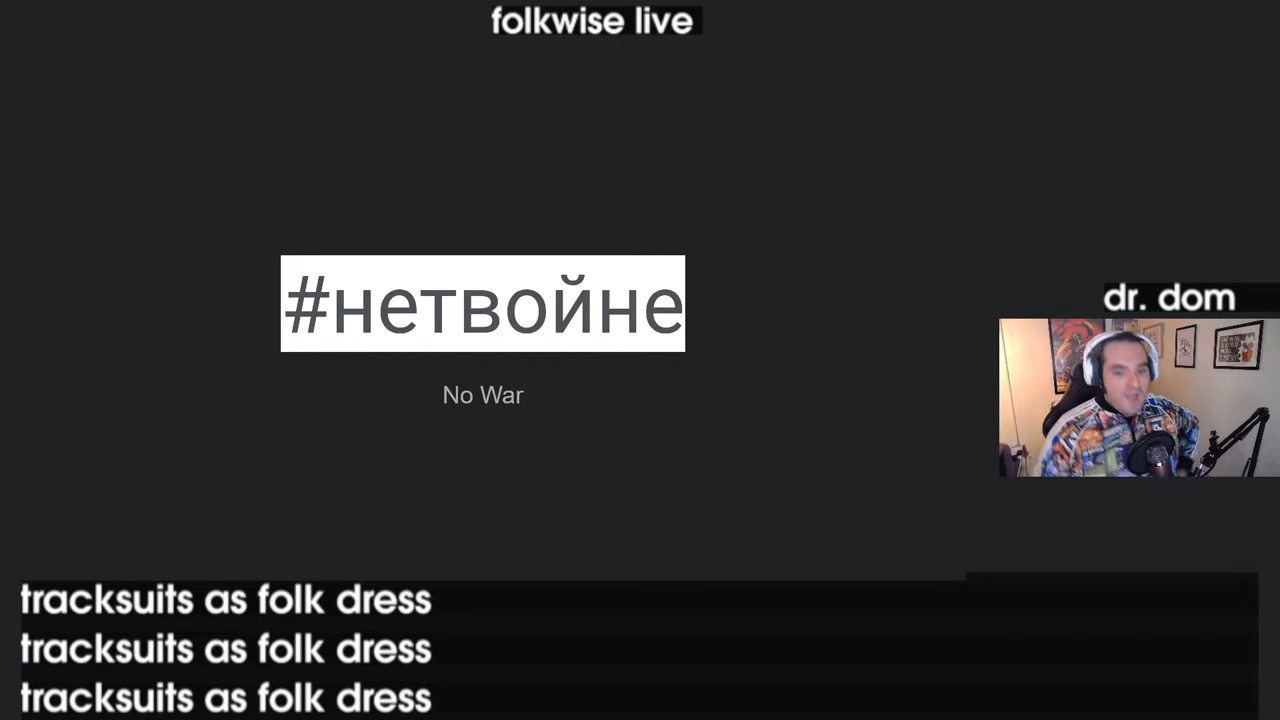 folkwise live
#нетвойне
No War
dr. dom
tracksuits as folk dress
tracksuits as folk dress
tracksuits as folk dress